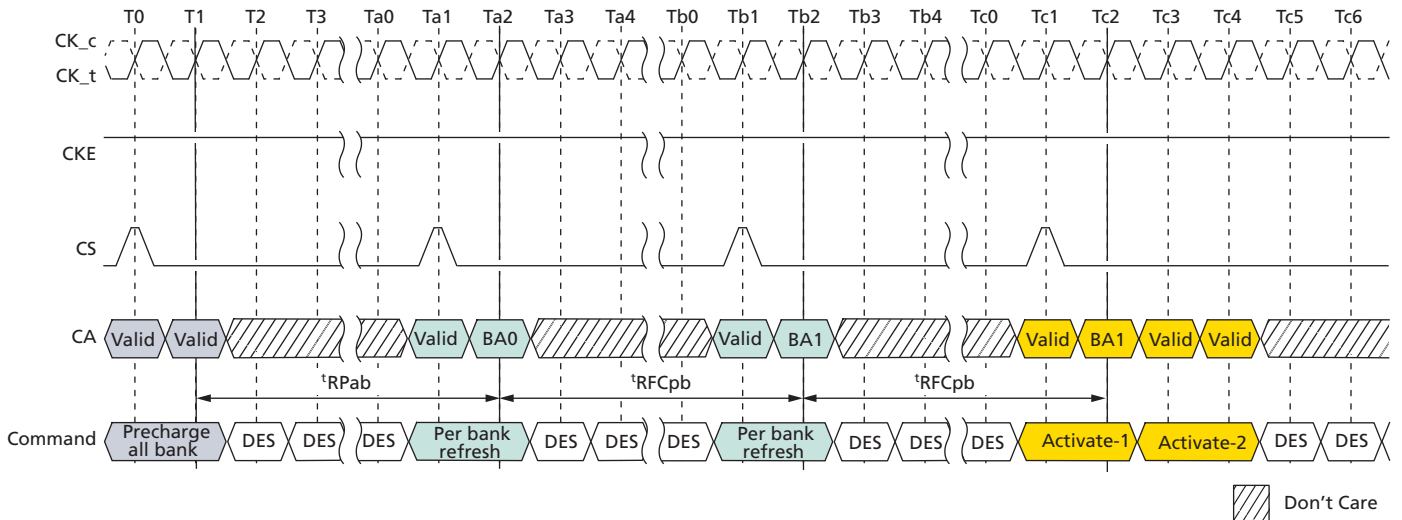 T0 T1 T2 T3 Ta0 Ta1 Ta2 Ta3 Ta4 Tb0 Tb1 Tb2 Tb3 Tb4 Tc0 Tc1 Tc2 Tc3 Tc4 Tc5 Tc6
CK_c
CK_t
CKE
CS
CA Valid Valid Valid BA0 Valid BA1 Valid BA1 Valid Valid
tRPab tRFCpb tRFCpb
Command Precharge all bank DES DES DES Per bank refresh DES DES DES Per bank refresh DES DES DES Activate-1 Activate-2 DES DES
Don't Care